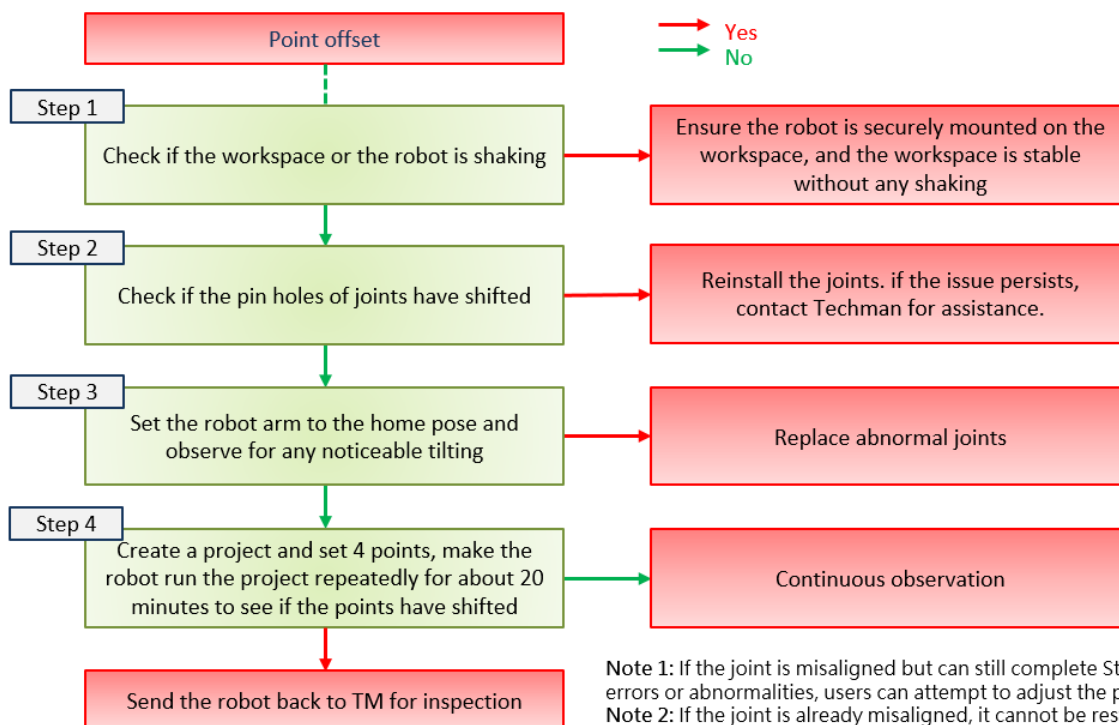 Point offset
Yes
No
Step 1
Check if the workspace or the robot is shaking
Ensure the robot is securely mounted on the
workspace, and the workspace is stable
without any shaking
Step 2
Check if the pin holes of joints have shifted
Reinstall the joints. if the issue persists,
contact Techman for assistance.
Step 3
Set the robot arm to the home pose and
observe for any noticeable tilting
Replace abnormal joints
Step 4
Create a project and set 4 points, make the
robot run the project repeatedly for about 20
minutes to see if the points have shifted
Continuous observation
Send the robot back to TM for inspection
Note 1: If the joint is misaligned but can still complete
errors or abnormalities, users can attempt to adjust the
Note 2: If the joint is already misaligned, it cannot be